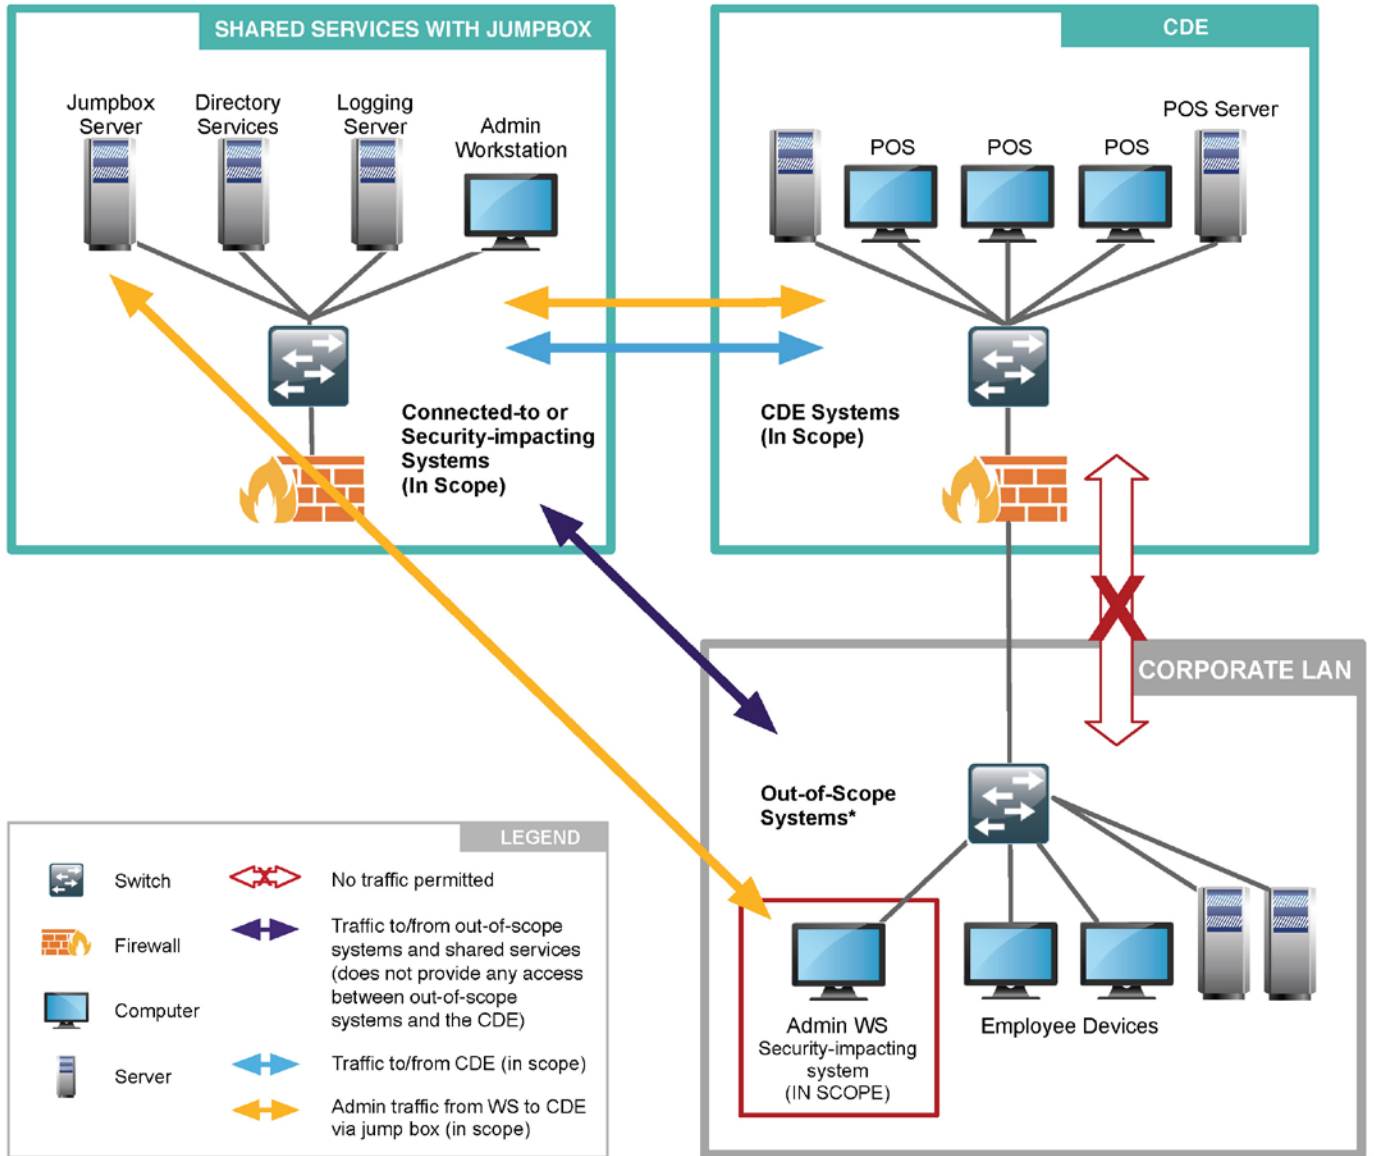 SHARED SERVICES WITH JUMPBOX
Jumpbox
Server
Directory
Services
Logging
Server
Admin
Workstation
Connected-to or
Security-impacting
Systems
(In Scope)
CDE
POS
POS
POS
POS Server
CDE Systems
(In Scope)
CORPORATE LAN
Out-of-Scope
Systems*
Admin WS
Security-impacting
system
(IN SCOPE)
Employee Devices
LEGEND
Switch
Firewall
Computer
Server
No traffic permitted
Traffic to/from out-of-scope
systems and shared services
(does not provide any access
between out-of-scope
systems and the CDE)
Traffic to/from CDE (in scope)
Admin traffic from WS to CDE
via jump box (in scope)